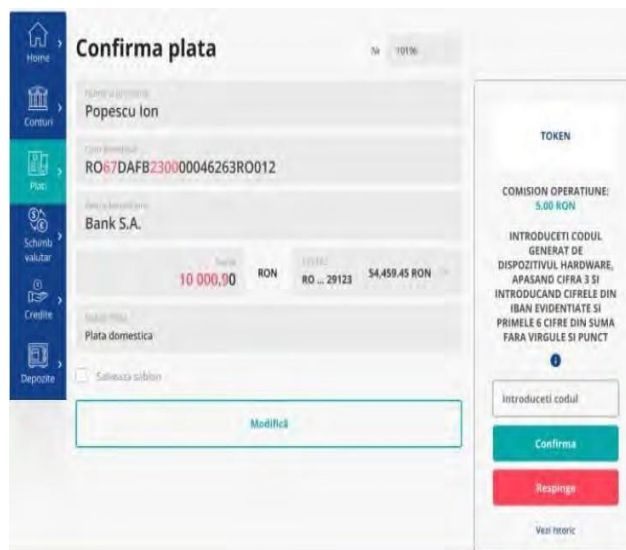 Home
Conturi
Plati
Schimb
valutar
Credite
Depozite
Confirma plata
Nr 10196
Popescu Ion
RO67DAFB230000046263RO012
Bank S.A.
Suma
10 000,90 RON
RO ... 29123 54,459.45 RON
Plata domestica
Salveaza sablon
Modifică
TOKEN
COMISION OPERATIUNE:
5.00 RON
INTRODUCETI CODUL
GENERAT DE
DISPOZITIVUL HARDWARE,
APASAND CIFRA 3 SI
INTRODUCAND CIFRELE DIN
IBAN EVIDENTIATE SI
PRIMELE 6 CIFRE DIN SUMA
FARA VIRGULE SI PUNCT
Introduceti codul
Confirma
Respinge
Vezi istoric